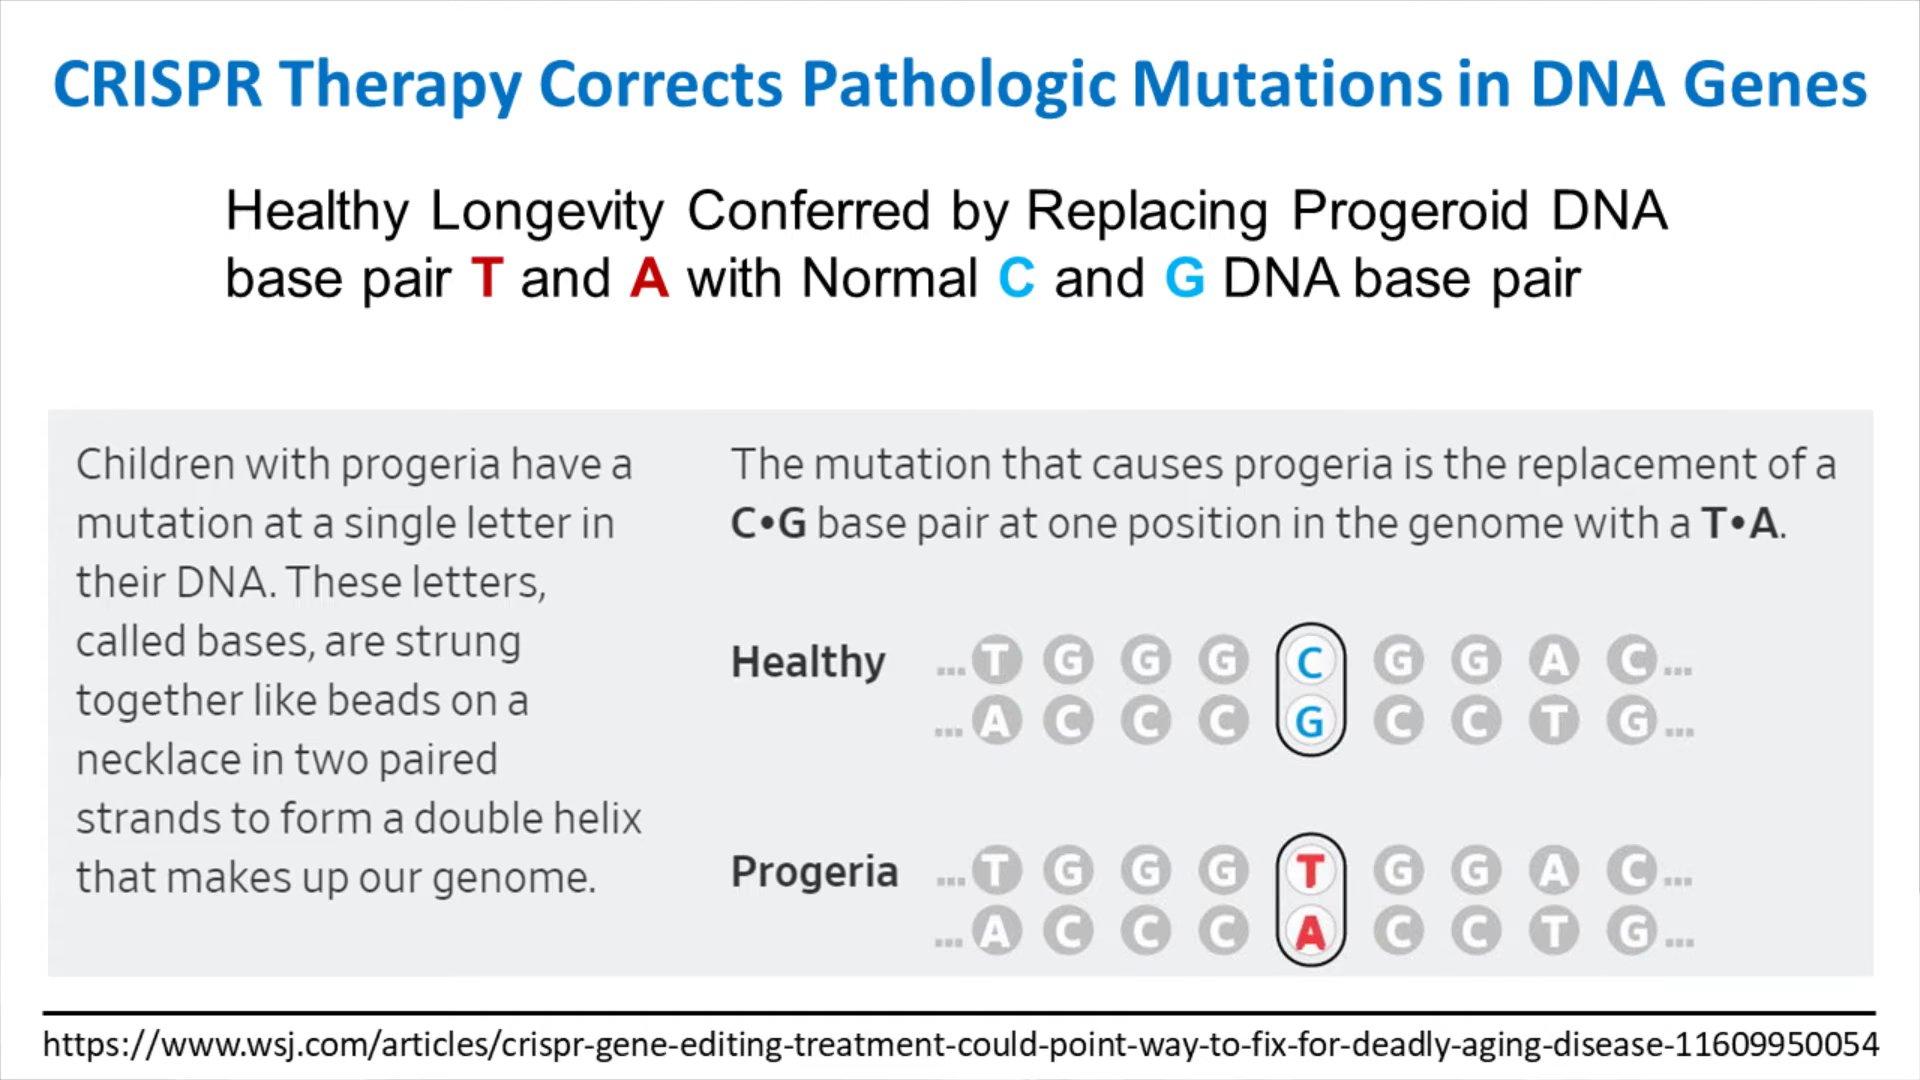 CRISPR Therapy Corrects Pathologic Mutations in DNA Genes
Healthy Longevity Conferred by Replacing Progeroid DNA
base pair T and A with Normal C and G DNA base pair
Children with progeria have a
mutation at a single letter in
their DNA. These letters,
called bases, are strung
together like beads on a
necklace in two paired
strands to form a double helix
that makes up our genome.
The mutation that causes progeria is the replacement of a
C•G base pair at one position in the genome with a T•A.
Healthy ... T G G G C G G A C ...
... A C C C G C C T G ...
Progeria ... T G G G T G G A C ...
... A C C C A C C T G ...
https://www.wsj.com/articles/crispr-gene-editing-treatment-could-point-way-to-fix-for-deadly-aging-disease-11609950054